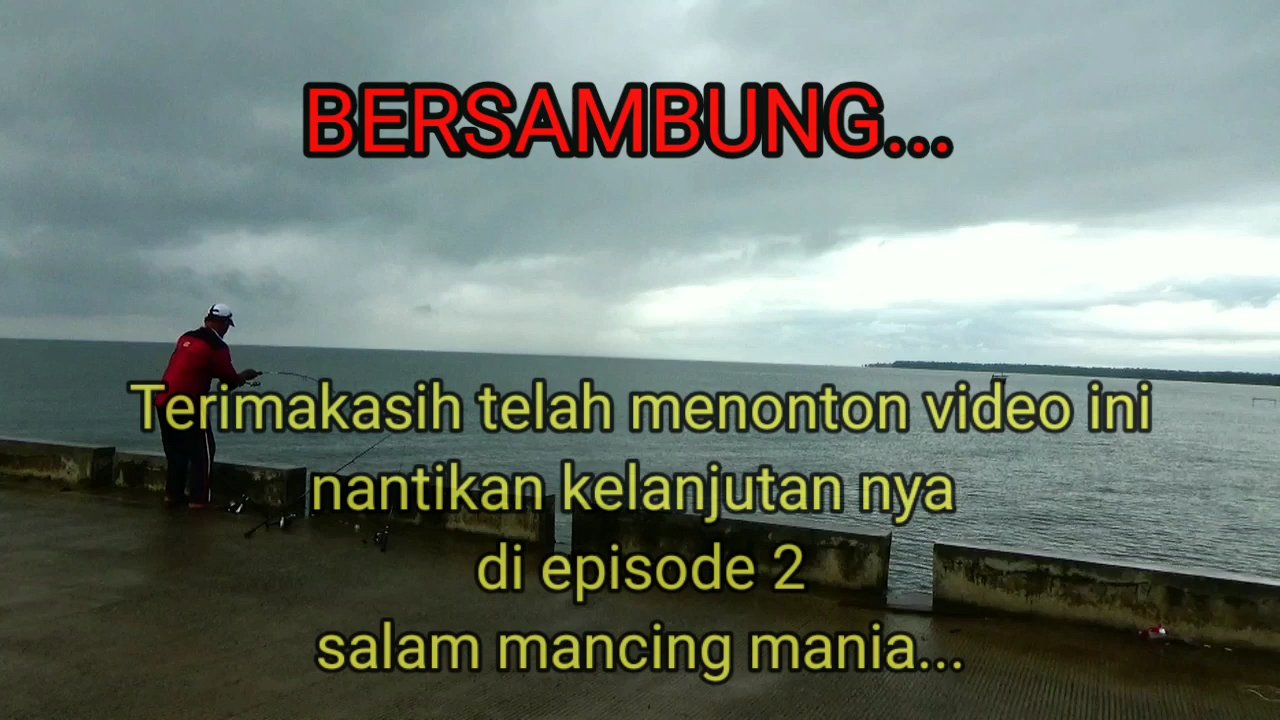 BERSAMBUNG...
Terimakasih telah menonton video ini
nantikan kelanjutan nya
di episode 2
salam mancing mania...